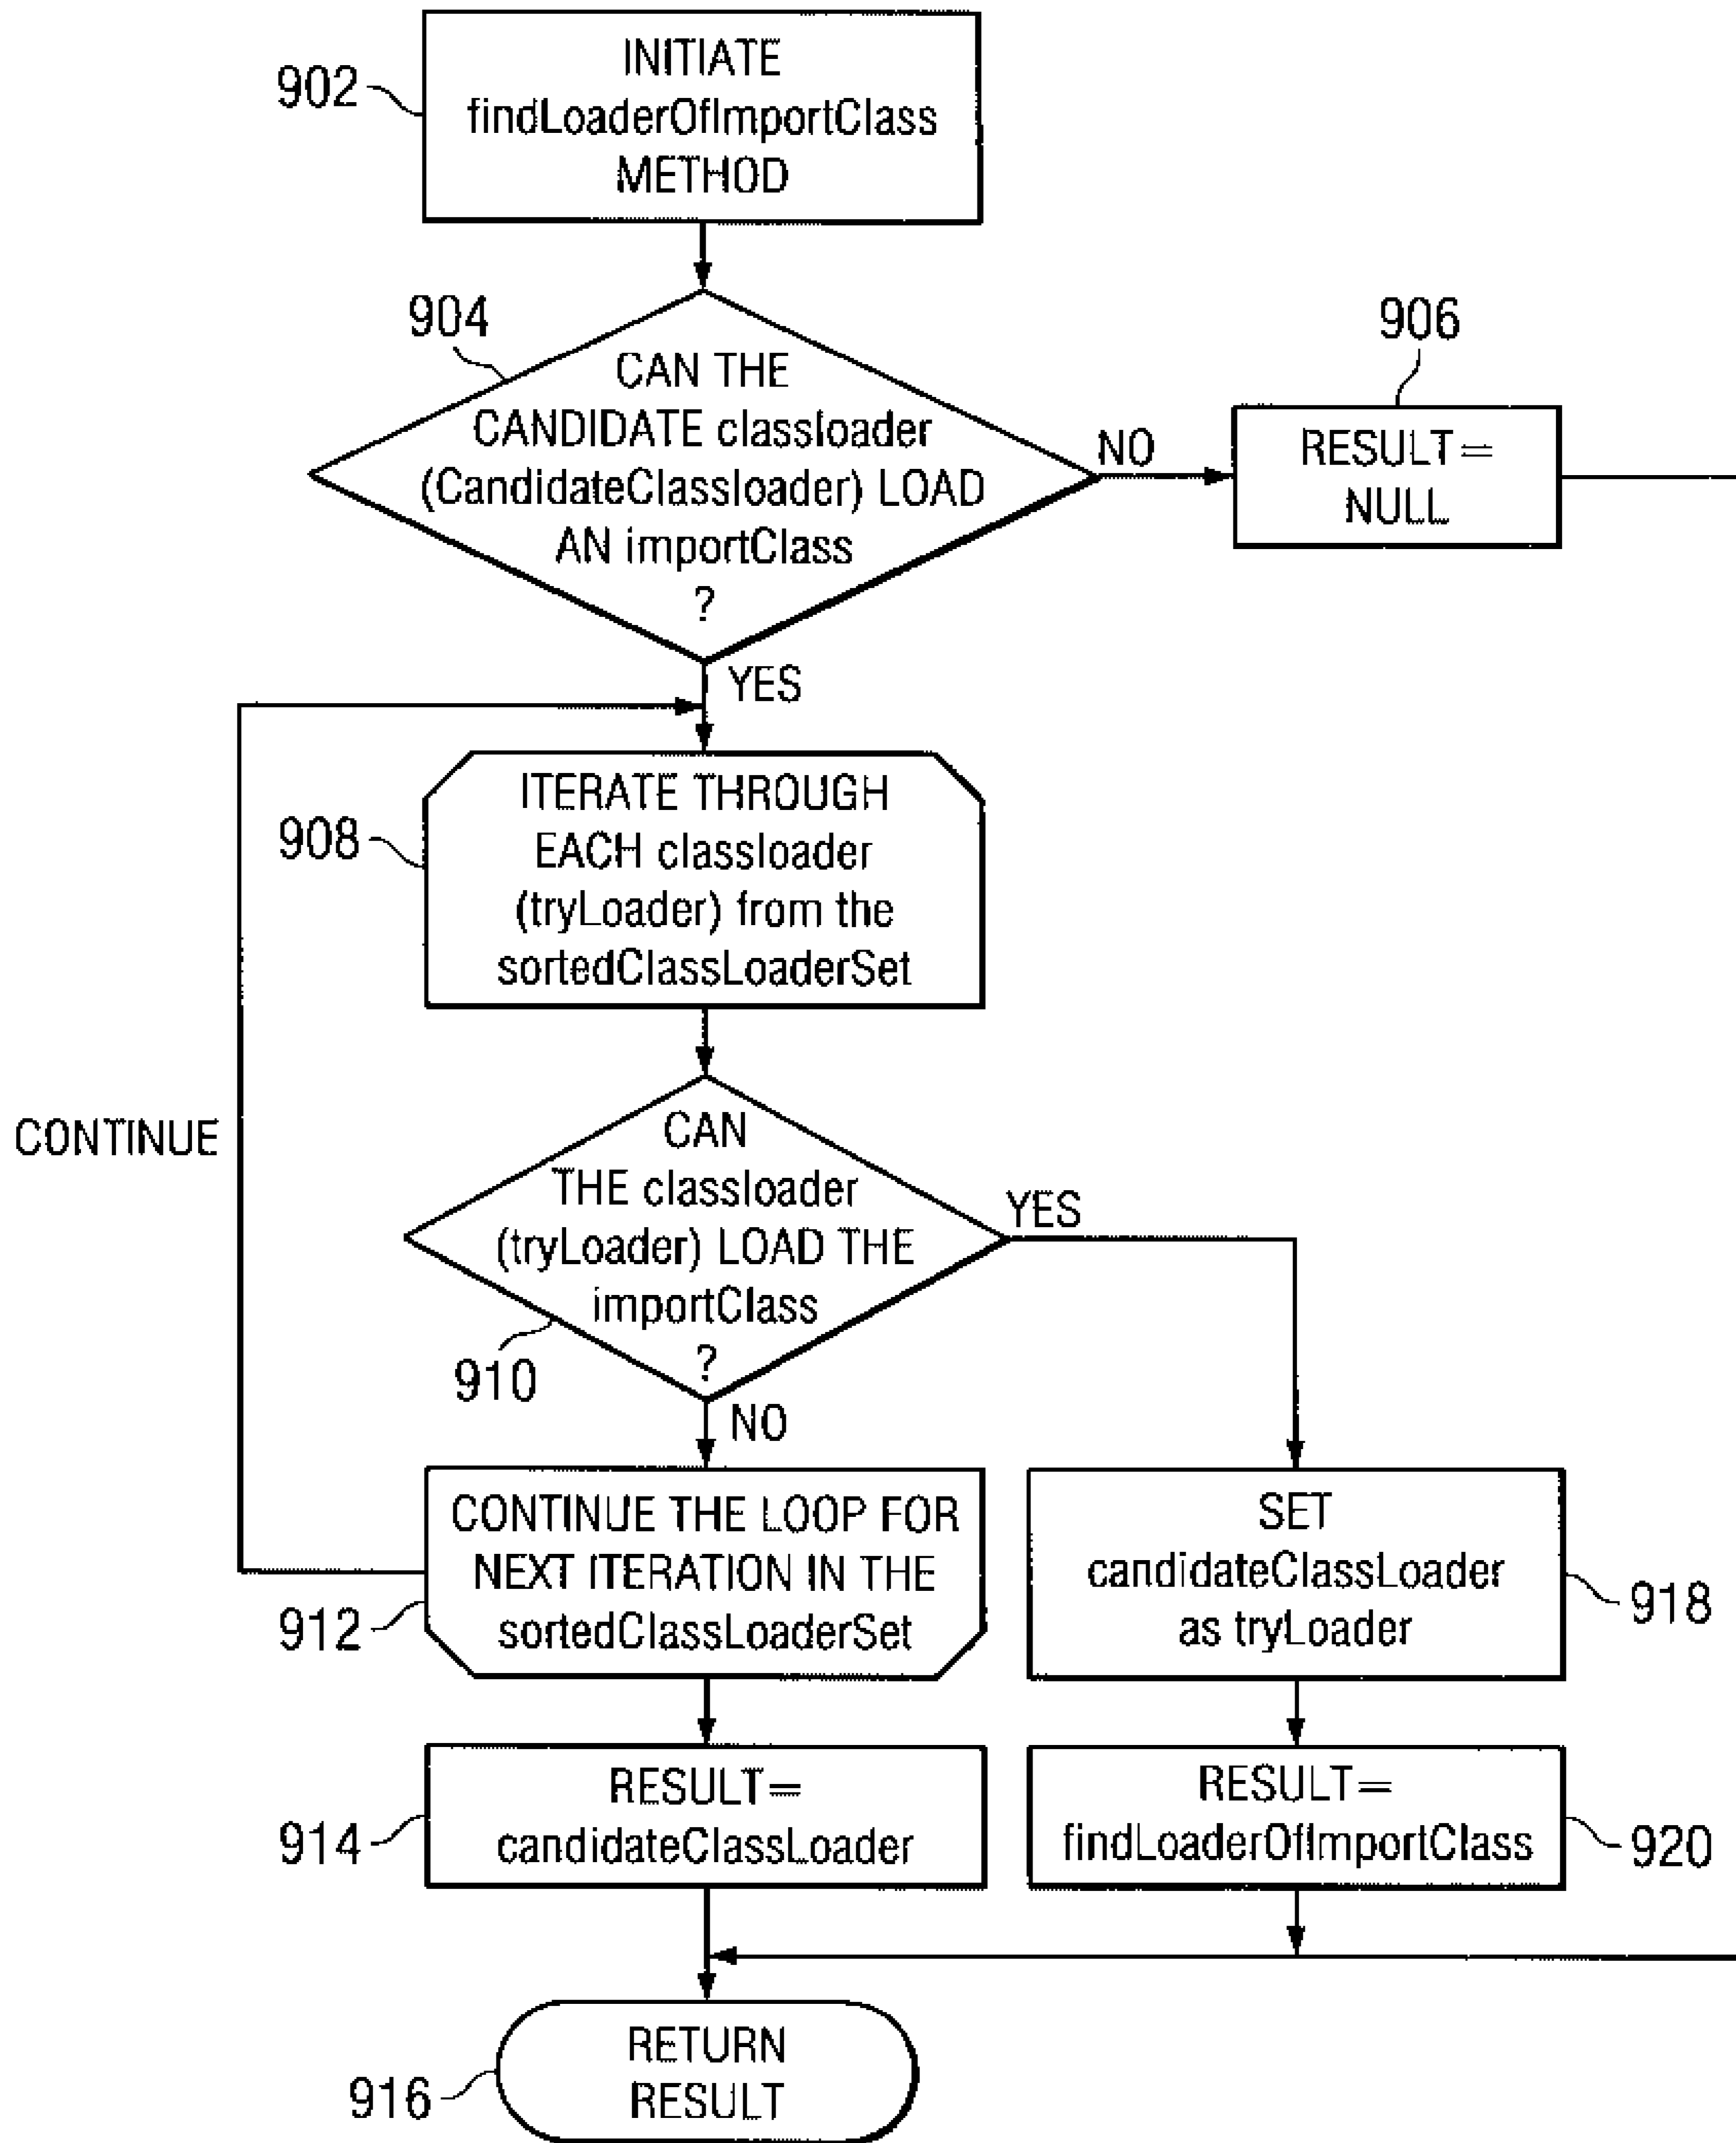 902
INITIATE
findLoaderOfImportClass
METHOD
904
CAN THE
CANDIDATE classloader
(CandidateClassloader) LOAD
AN importClass
?
NO
906
RESULT=
NULL
YES
908
ITERATE THROUGH
EACH classloader
(tryLoader) from the
sortedClassLoaderSet
CONTINUE
CAN
THE classloader
(tryLoader) LOAD THE
importClass
?
910
YES
NO
912
CONTINUE THE LOOP FOR
NEXT ITERATION IN THE
sortedClassLoaderSet
SET
candidateClassLoader
as tryLoader
918
914
RESULT=
candidateClassLoader
RESULT=
findLoaderOfImportClass
920
916
RETURN
RESULT